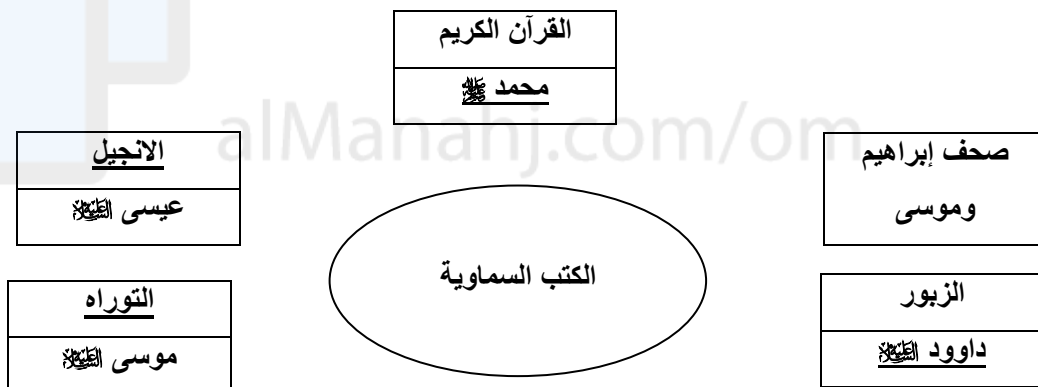 القرآن الكريم
محمد ﷺ
alManahj.com/om
صحف إبراهيم
وموسى
الانجيل
عيسى عليه السلام
الكتب السماوية
الزبور
داوود عليه السلام
التوراه
موسى عليه السلام